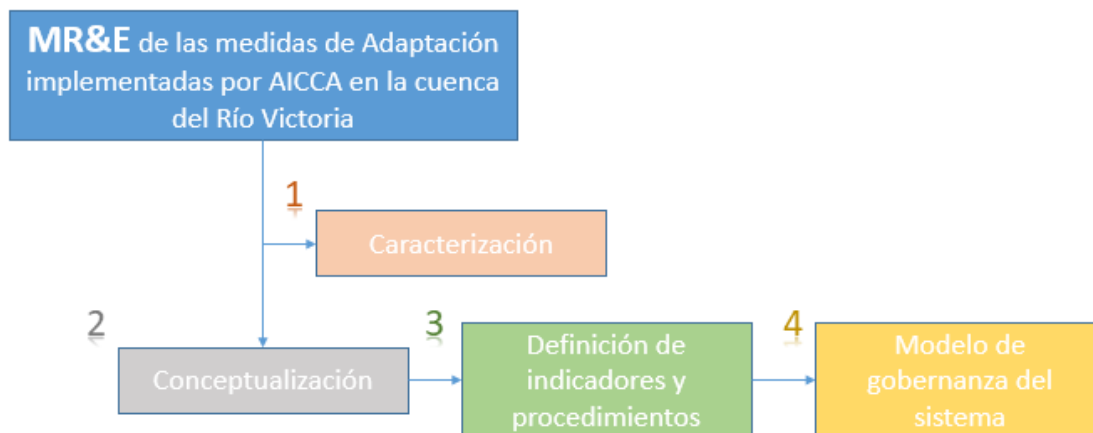 MR&E de las medidas de Adaptación
implementadas por AICCA en la cuenca
del Río Victoria
1
Caracterización
2
Conceptualización
3
Definición de
indicadores y
procedimientos
4
Modelo de
gobernanza del
sistema